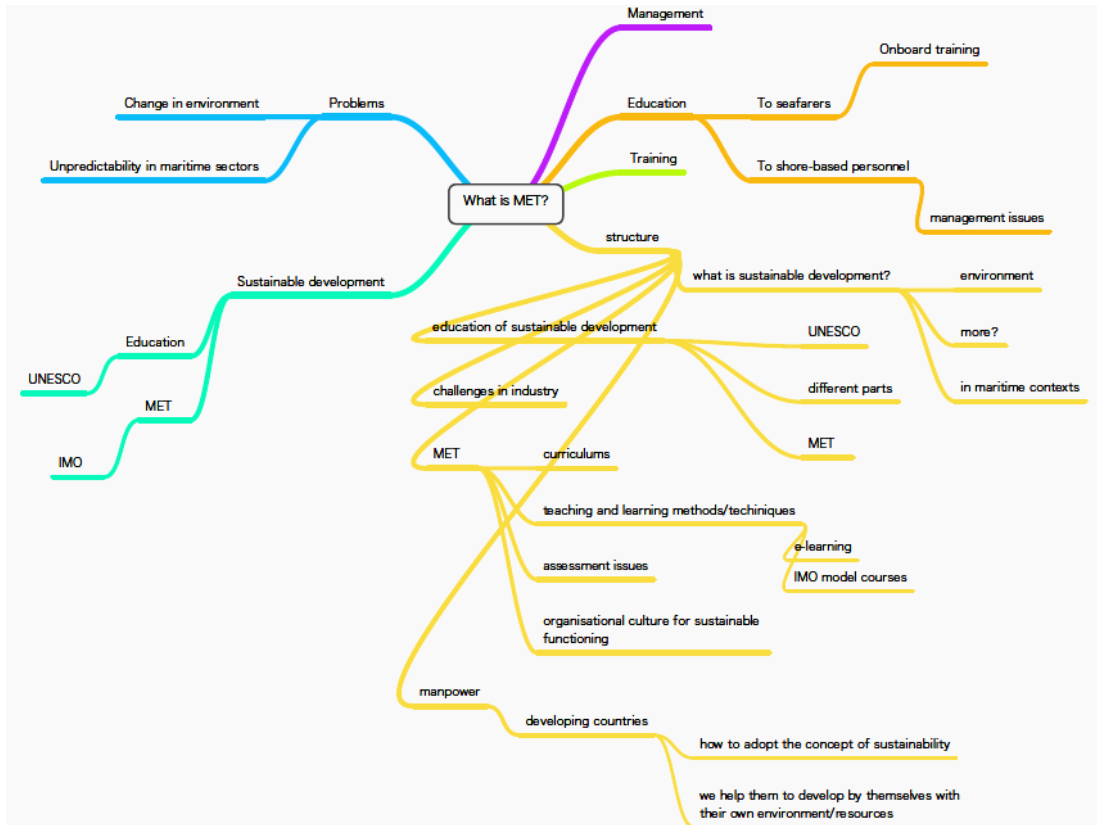 Management
Onboard training
Change in environment
Problems
Education
To seafarers
Unpredictability in maritime sectors
Training
To shore-based personnel
What is MET?
management issues
structure
Sustainable development
what is sustainable development?
environment
education of sustainable development
UNESCO
more?
Education
UNESCO
challenges in industry
different parts
in maritime contexts
MET
IMO
MET
curriculums
MET
teaching and learning methods/techiniques
e-learning
assessment issues
IMO model courses
organisational culture for sustainable
functioning
manpower
developing countries
how to adopt the concept of sustainability
we help them to develop by themselves with
their own environment/resources